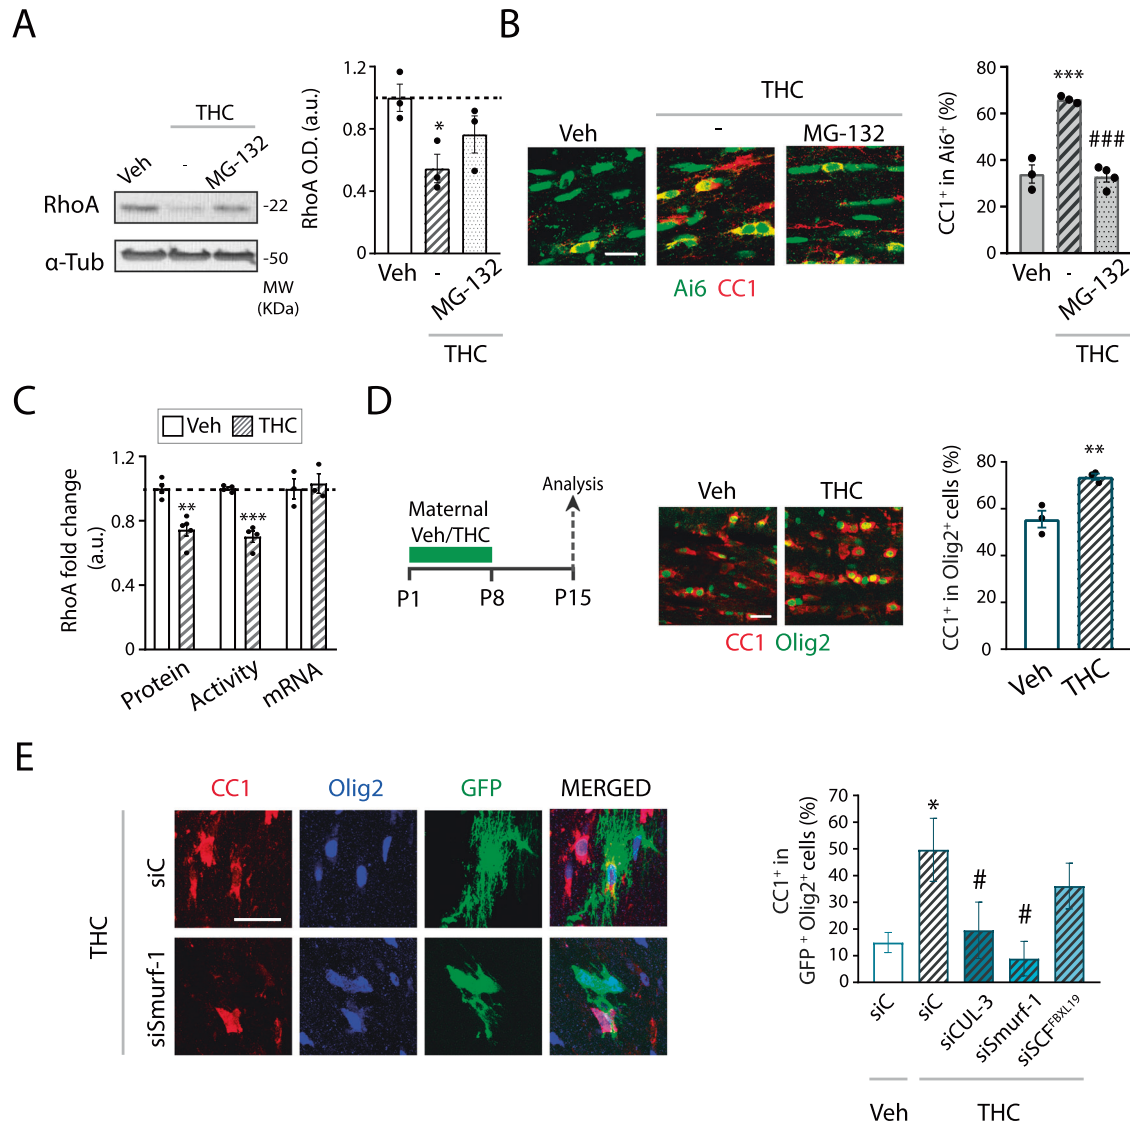 A
THC
Veh
-
MG-132
RhoA
-22
α-Tub
-50
MW
(KDa)
RhoA O.D. (a.u.)
1.2
0.8
0.4
0
*
Veh
-
MG-132
THC
B
THC
Veh
-
MG-132
Ai6 CC1
CC1+ in Ai6+ (%)
80
60
40
20
0
***
###
Veh
-
MG-132
THC
C
Veh
THC
RhoA fold change
(a.u.)
1.2
0.8
0.4
0
**
***
Protein
Activity
mRNA
D
Maternal
Veh/THC
Analysis
P1
P8
P15
Veh
THC
CC1 Olig2
CC1+ in Olig2+ cells (%)
80
60
40
20
0
**
Veh
THC
E
CC1
Olig2
GFP
MERGED
THC
siC
siSmurf-1
CC1+ in
GFP + Olig2+ cells (%)
70
60
50
40
30
20
10
0
*
#
#
siC
siC
siCUL-3
siSmurf-1
siSCFFBXL19
Veh
THC